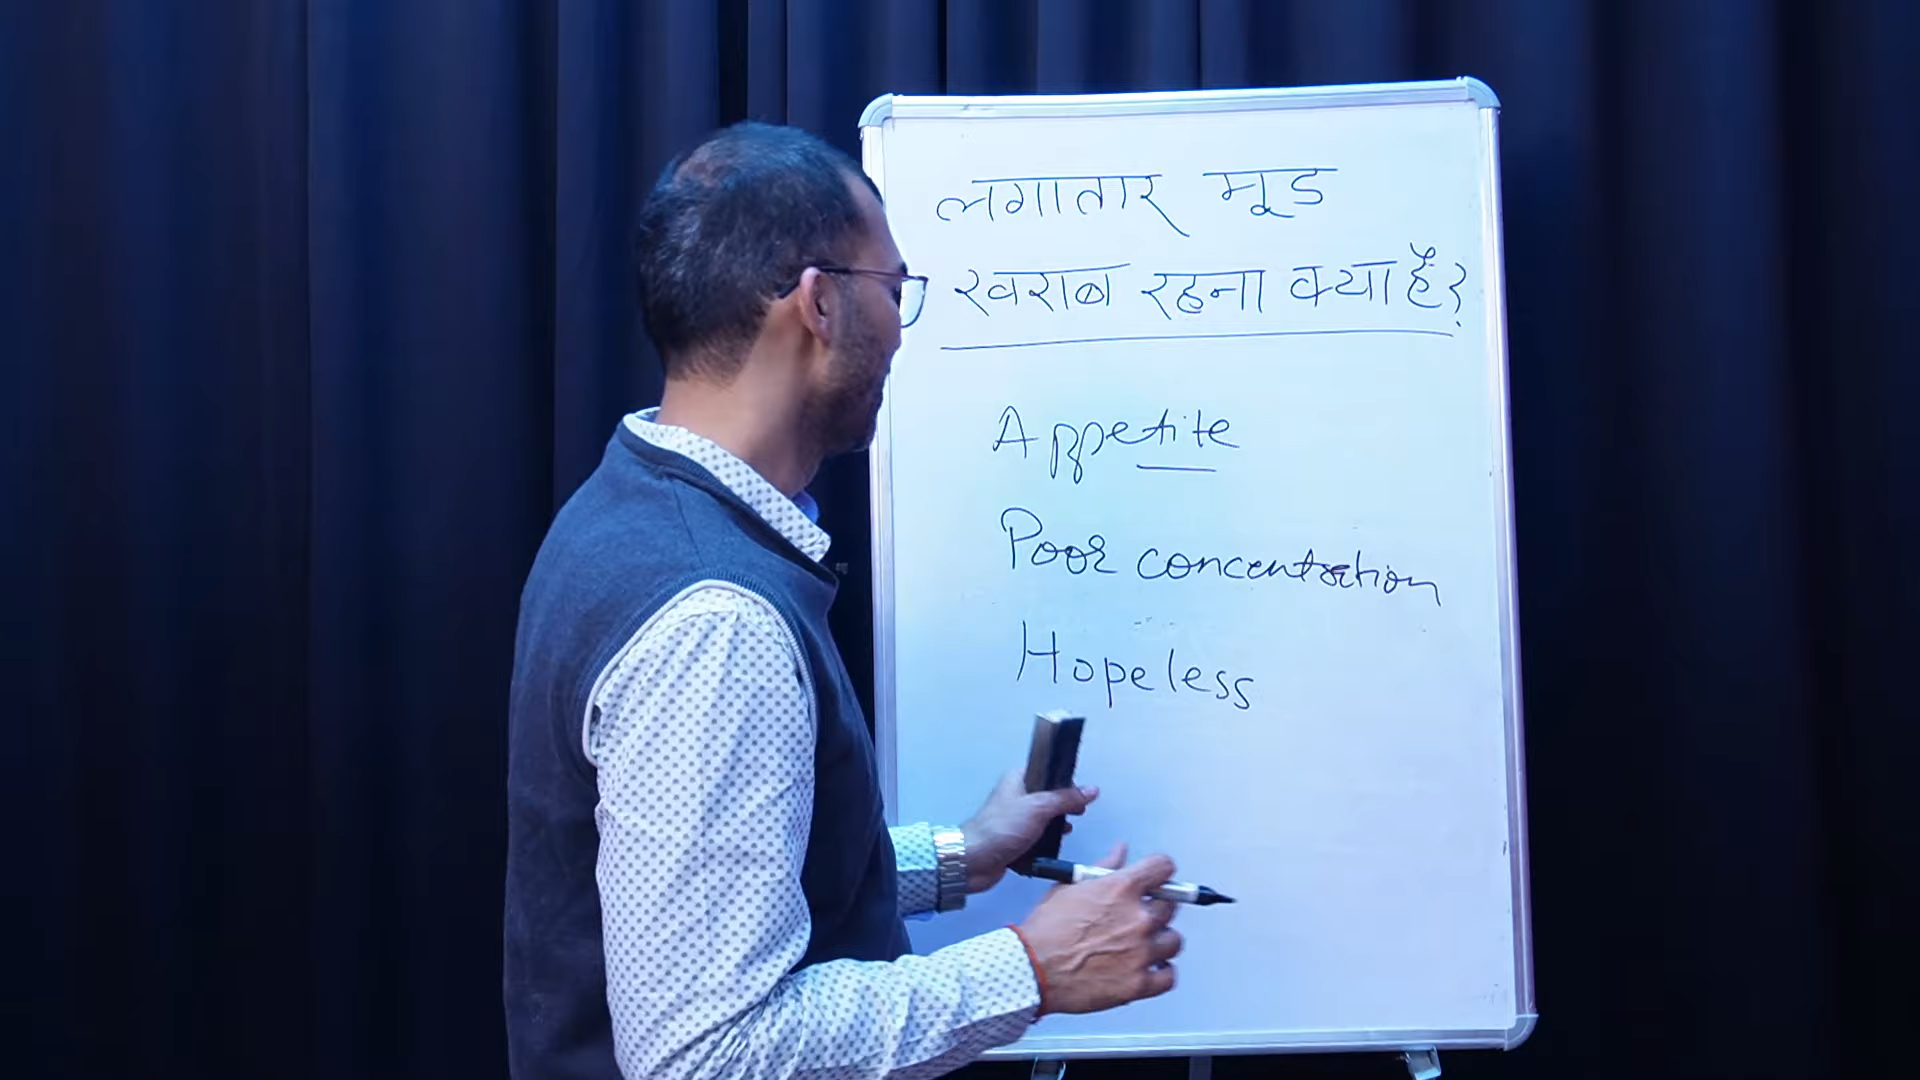 लगातार मूड
खराब रहना क्या है?
Appetite
Poor concentration
Hopeless